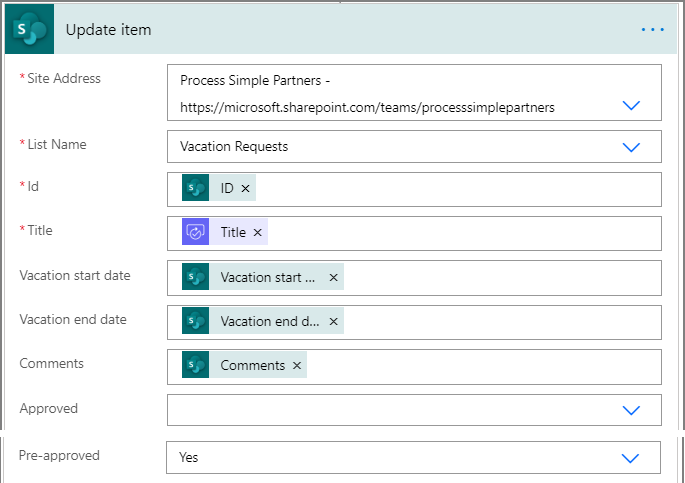 Update item
* Site Address
Process Simple Partners -
https://microsoft.sharepoint.com/teams/processsimplepartners
* List Name
Vacation Requests
* Id
ID ×
* Title
Title ×
Vacation start date
Vacation start ... ×
Vacation end date
Vacation end d... ×
Comments
Comments ×
Approved
Pre-approved
Yes